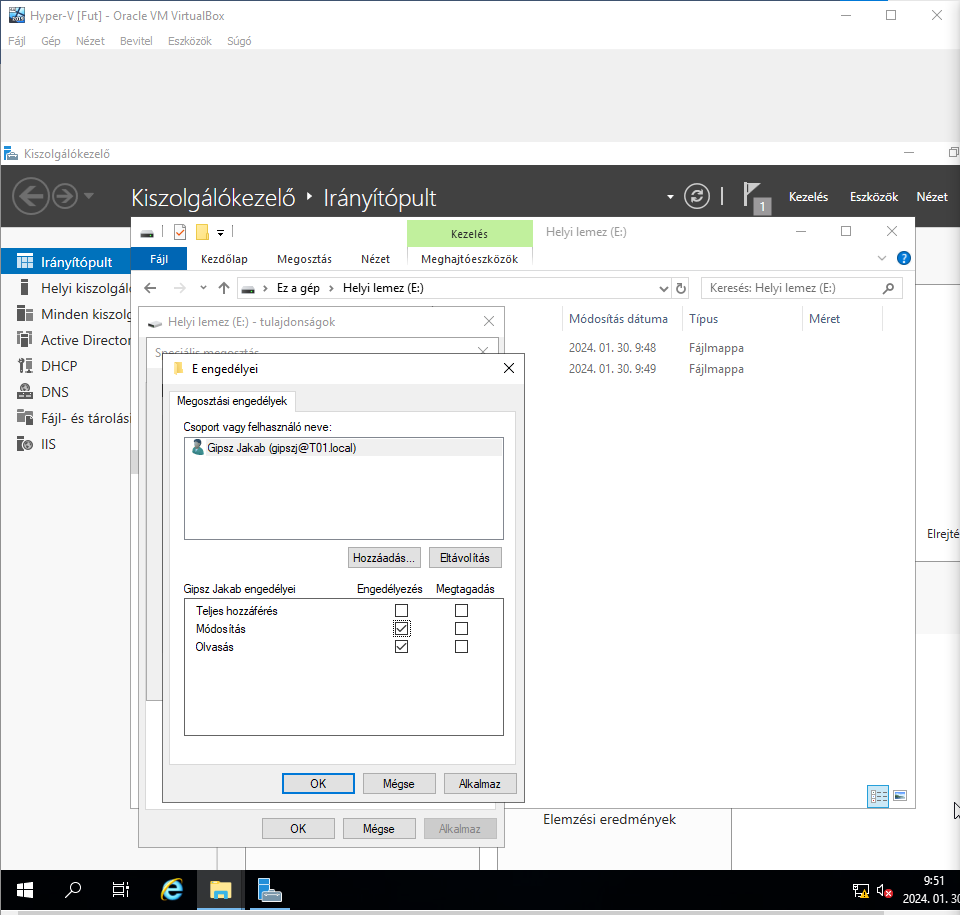 Hyper-V [Fut] - Oracle VM VirtualBox
Fájl Gép Nézet Bevitel Eszközök Súgó
Kiszolgálókezelő
Kiszolgálókezelő Irányítópult
1
Kezelés Eszközök Nézet
Kezelés
Helyi lemez (E:)
Fájl Kezdőlap Megosztás Nézet Meghajtóeszközök
Ez a gép Helyi lemez (E:)
Keresés: Helyi lemez (E:)
Irányítópult
Helyi kiszolgáló
Minden kiszolg
Active Director
DHCP
DNS
Fájl- és tárolás
IIS
Módosítás dátuma Típus Méret
2024. 01. 30. 9:48 Fájlmappa
2024. 01. 30. 9:49 Fájlmappa
Helyi lemez (E:) - tulajdonságok
Speciális megosztás
E engedélyei
Megosztási engedélyek
Csoport vagy felhasználó neve:
Gipsz Jakab (gipszj@T01.local)
Hozzáadás... Eltávolítás
Gipsz Jakab engedélyei Engedélyezés Megtagadás
Teljes hozzáférés
Módosítás
Olvasás
OK Mégse Alkalmaz
OK Mégse Alkalmaz
Elrejté
Elemzési eredmények
9:51
2024. 01. 30